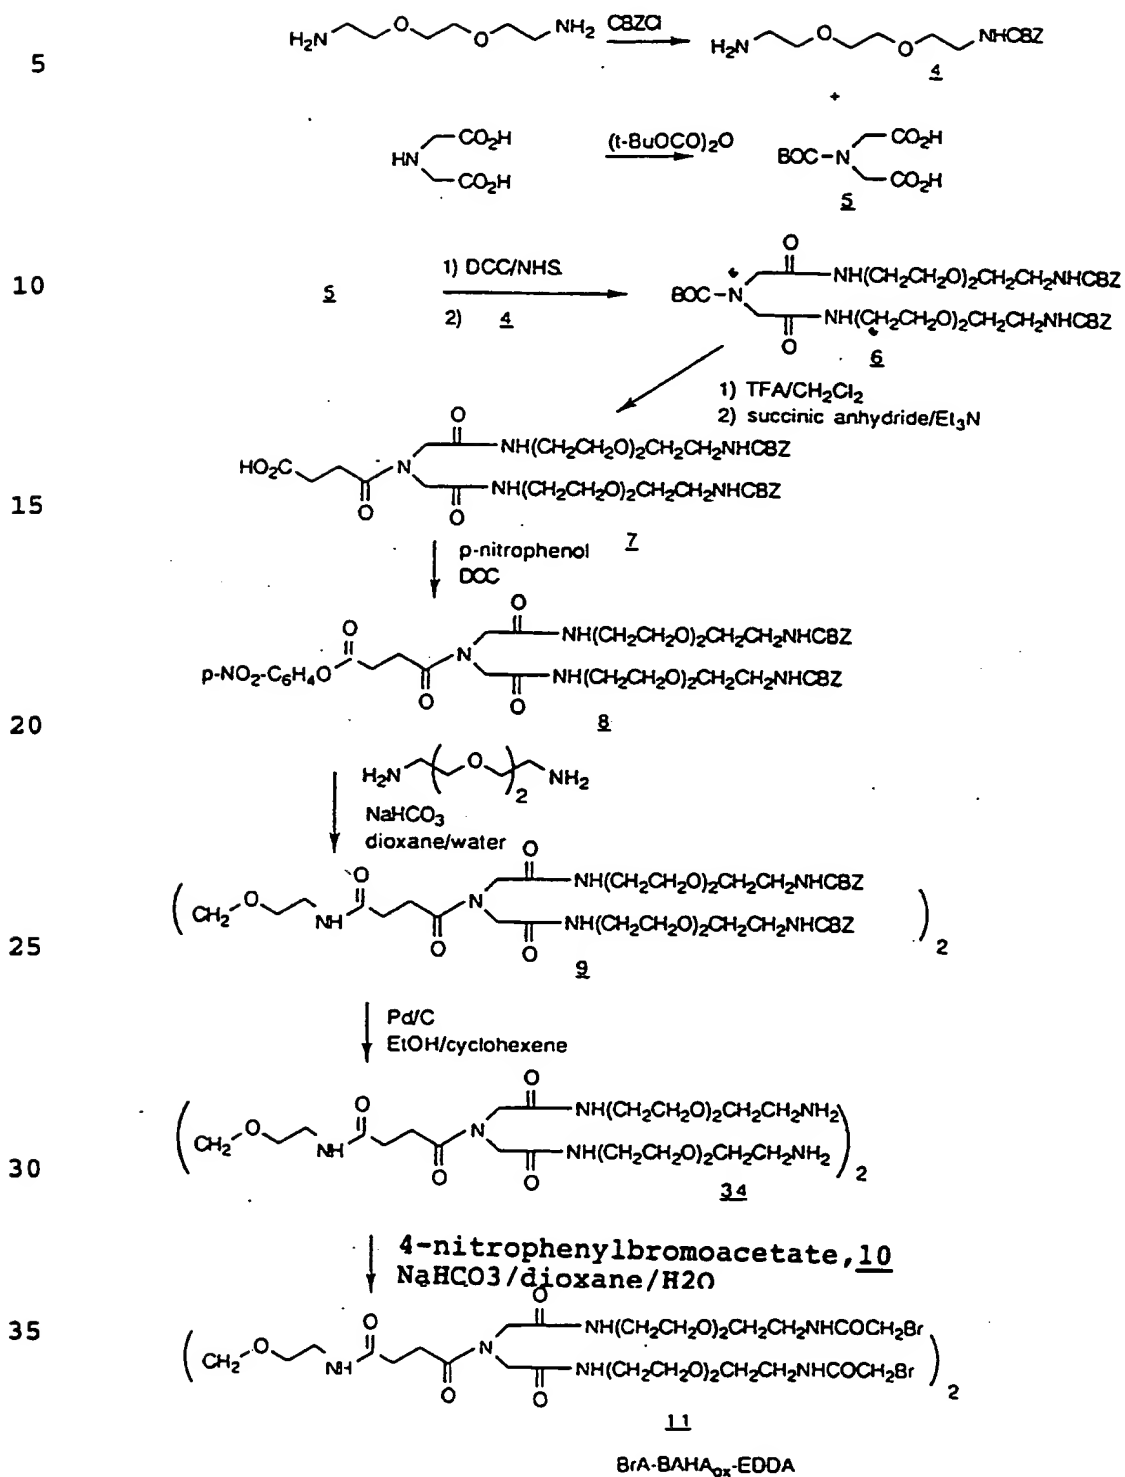 H₂N O O NH₂ CBZCl H₂N O O NHCBZ
5
4
+
HN CO₂H CO₂H (t-BuOCO)₂O BOC-N CO₂H CO₂H
5
10
5 1) DCC/NHS.
2) 4
O
BOC-N NH(CH₂CH₂O)₂CH₂CH₂NHCBZ
NH(CH₂CH₂O)₂CH₂CH₂NHCBZ
O
6
1) TFA/CH₂Cl₂
2) succinic anhydride/Et₃N
O
NH(CH₂CH₂O)₂CH₂CH₂NHCBZ
HO₂C N
NH(CH₂CH₂O)₂CH₂CH₂NHCBZ
15
O O
7
p-nitrophenol
DOC
O
O NH(CH₂CH₂O)₂CH₂CH₂NHCBZ
p-NO₂-C₆H₄O N NH(CH₂CH₂O)₂CH₂CH₂NHCBZ
O O
8
20
H₂N ( O )₂ NH₂
NaHCO₃
dioxane/water
O
O NH(CH₂CH₂O)₂CH₂CH₂NHCBZ
( CH₂ O NH N NH(CH₂CH₂O)₂CH₂CH₂NHCBZ )₂
25
O O
9
Pd/C
EtOH/cyclohexene
O
O NH(CH₂CH₂O)₂CH₂CH₂NH₂
( CH₂ O NH N NH(CH₂CH₂O)₂CH₂CH₂NH₂ )₂
30
O O
34
4-nitrophenylbromoacetate,10
NaHCO3/dioxane/H2O
O
35
O NH(CH₂CH₂O)₂CH₂CH₂NHCOCH₂Br
( CH₂ O NH N NH(CH₂CH₂O)₂CH₂CH₂NHCOCH₂Br )₂
O O
11
BrA-BAHAox-EDDA